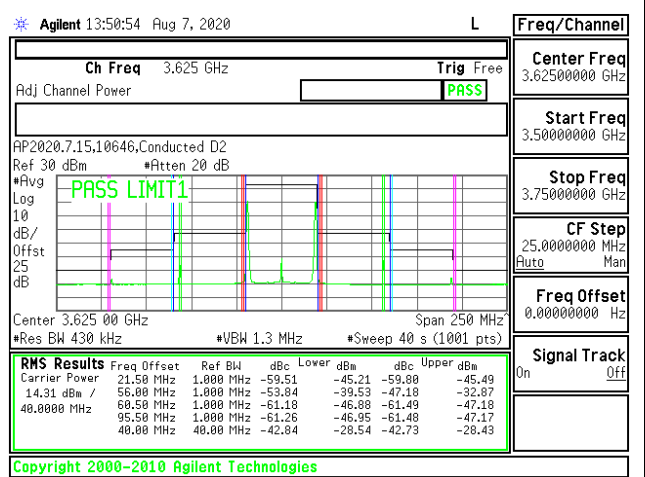 Agilent 13:50:54 Aug 7, 2020 L
Freq/Channel
Ch Freq 3.625 GHz Trig Free
Adj Channel Power PASS
AP2020.7.15,10646,Conducted D2
Ref 30 dBm #Atten 20 dB
#Avg
Log
10
dB/
Offst
25
dB
PASS LIMIT1
Center 3.625 00 GHz Span 250 MHz^
#Res BW 430 kHz #VBW 1.3 MHz #Sweep 40 s (1001 pts)
RMS Results Freq Offset Ref BW dBc Lower dBm dBc Upper dBm
Carrier Power 21.50 MHz 1.000 MHz -59.51 -45.21 -59.80 -45.49
14.31 dBm / 56.00 MHz 1.000 MHz -53.84 -39.53 -47.18 -32.87
40.0000 MHz 60.50 MHz 1.000 MHz -61.18 -46.88 -61.49 -47.18
95.50 MHz 1.000 MHz -61.26 -46.95 -61.48 -47.17
40.00 MHz 40.00 MHz -42.84 -28.54 -42.73 -28.43
Copyright 2000-2010 Agilent Technologies
Center Freq
3.62500000 GHz
Start Freq
3.50000000 GHz
Stop Freq
3.75000000 GHz
CF Step
25.0000000 MHz
Auto Man
Freq Offset
0.00000000 Hz
Signal Track
On Off